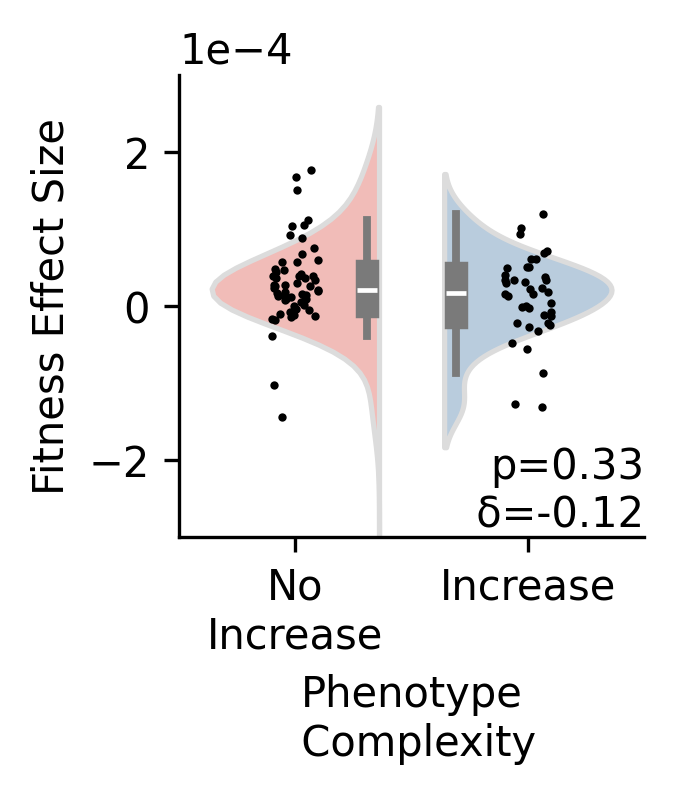 1e−4
Fitness Effect Size
2
0
−2
p=0.33
δ=-0.12
No
Increase
Increase
Phenotype
Complexity